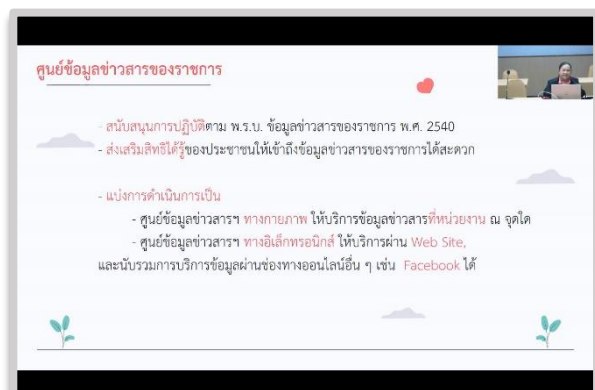 ศูนย์ข้อมูลข่าวสารของราชการ
- สนับสนุนการปฏิบัติตาม พ.ร.บ. ข้อมูลข่าวสารของราชการ พ.ศ. 2540
- ส่งเสริมสิทธิได้รู้ของประชาชนให้เข้าถึงข้อมูลข่าวสารของราชการได้สะดวก
- แบ่งการดำเนินการเป็น
- ศูนย์ข้อมูลข่าวสารฯ ทางกายภาพ ให้บริการข้อมูลข่าวสารที่หน่วยงาน ณ จุดใด
- ศูนย์ข้อมูลข่าวสารฯ ทางอิเล็กทรอนิกส์ ให้บริการผ่าน Web Site,
และนับรวมการบริการข้อมูลผ่านช่องทางออนไลน์อื่น ๆ เช่น Facebook ได้